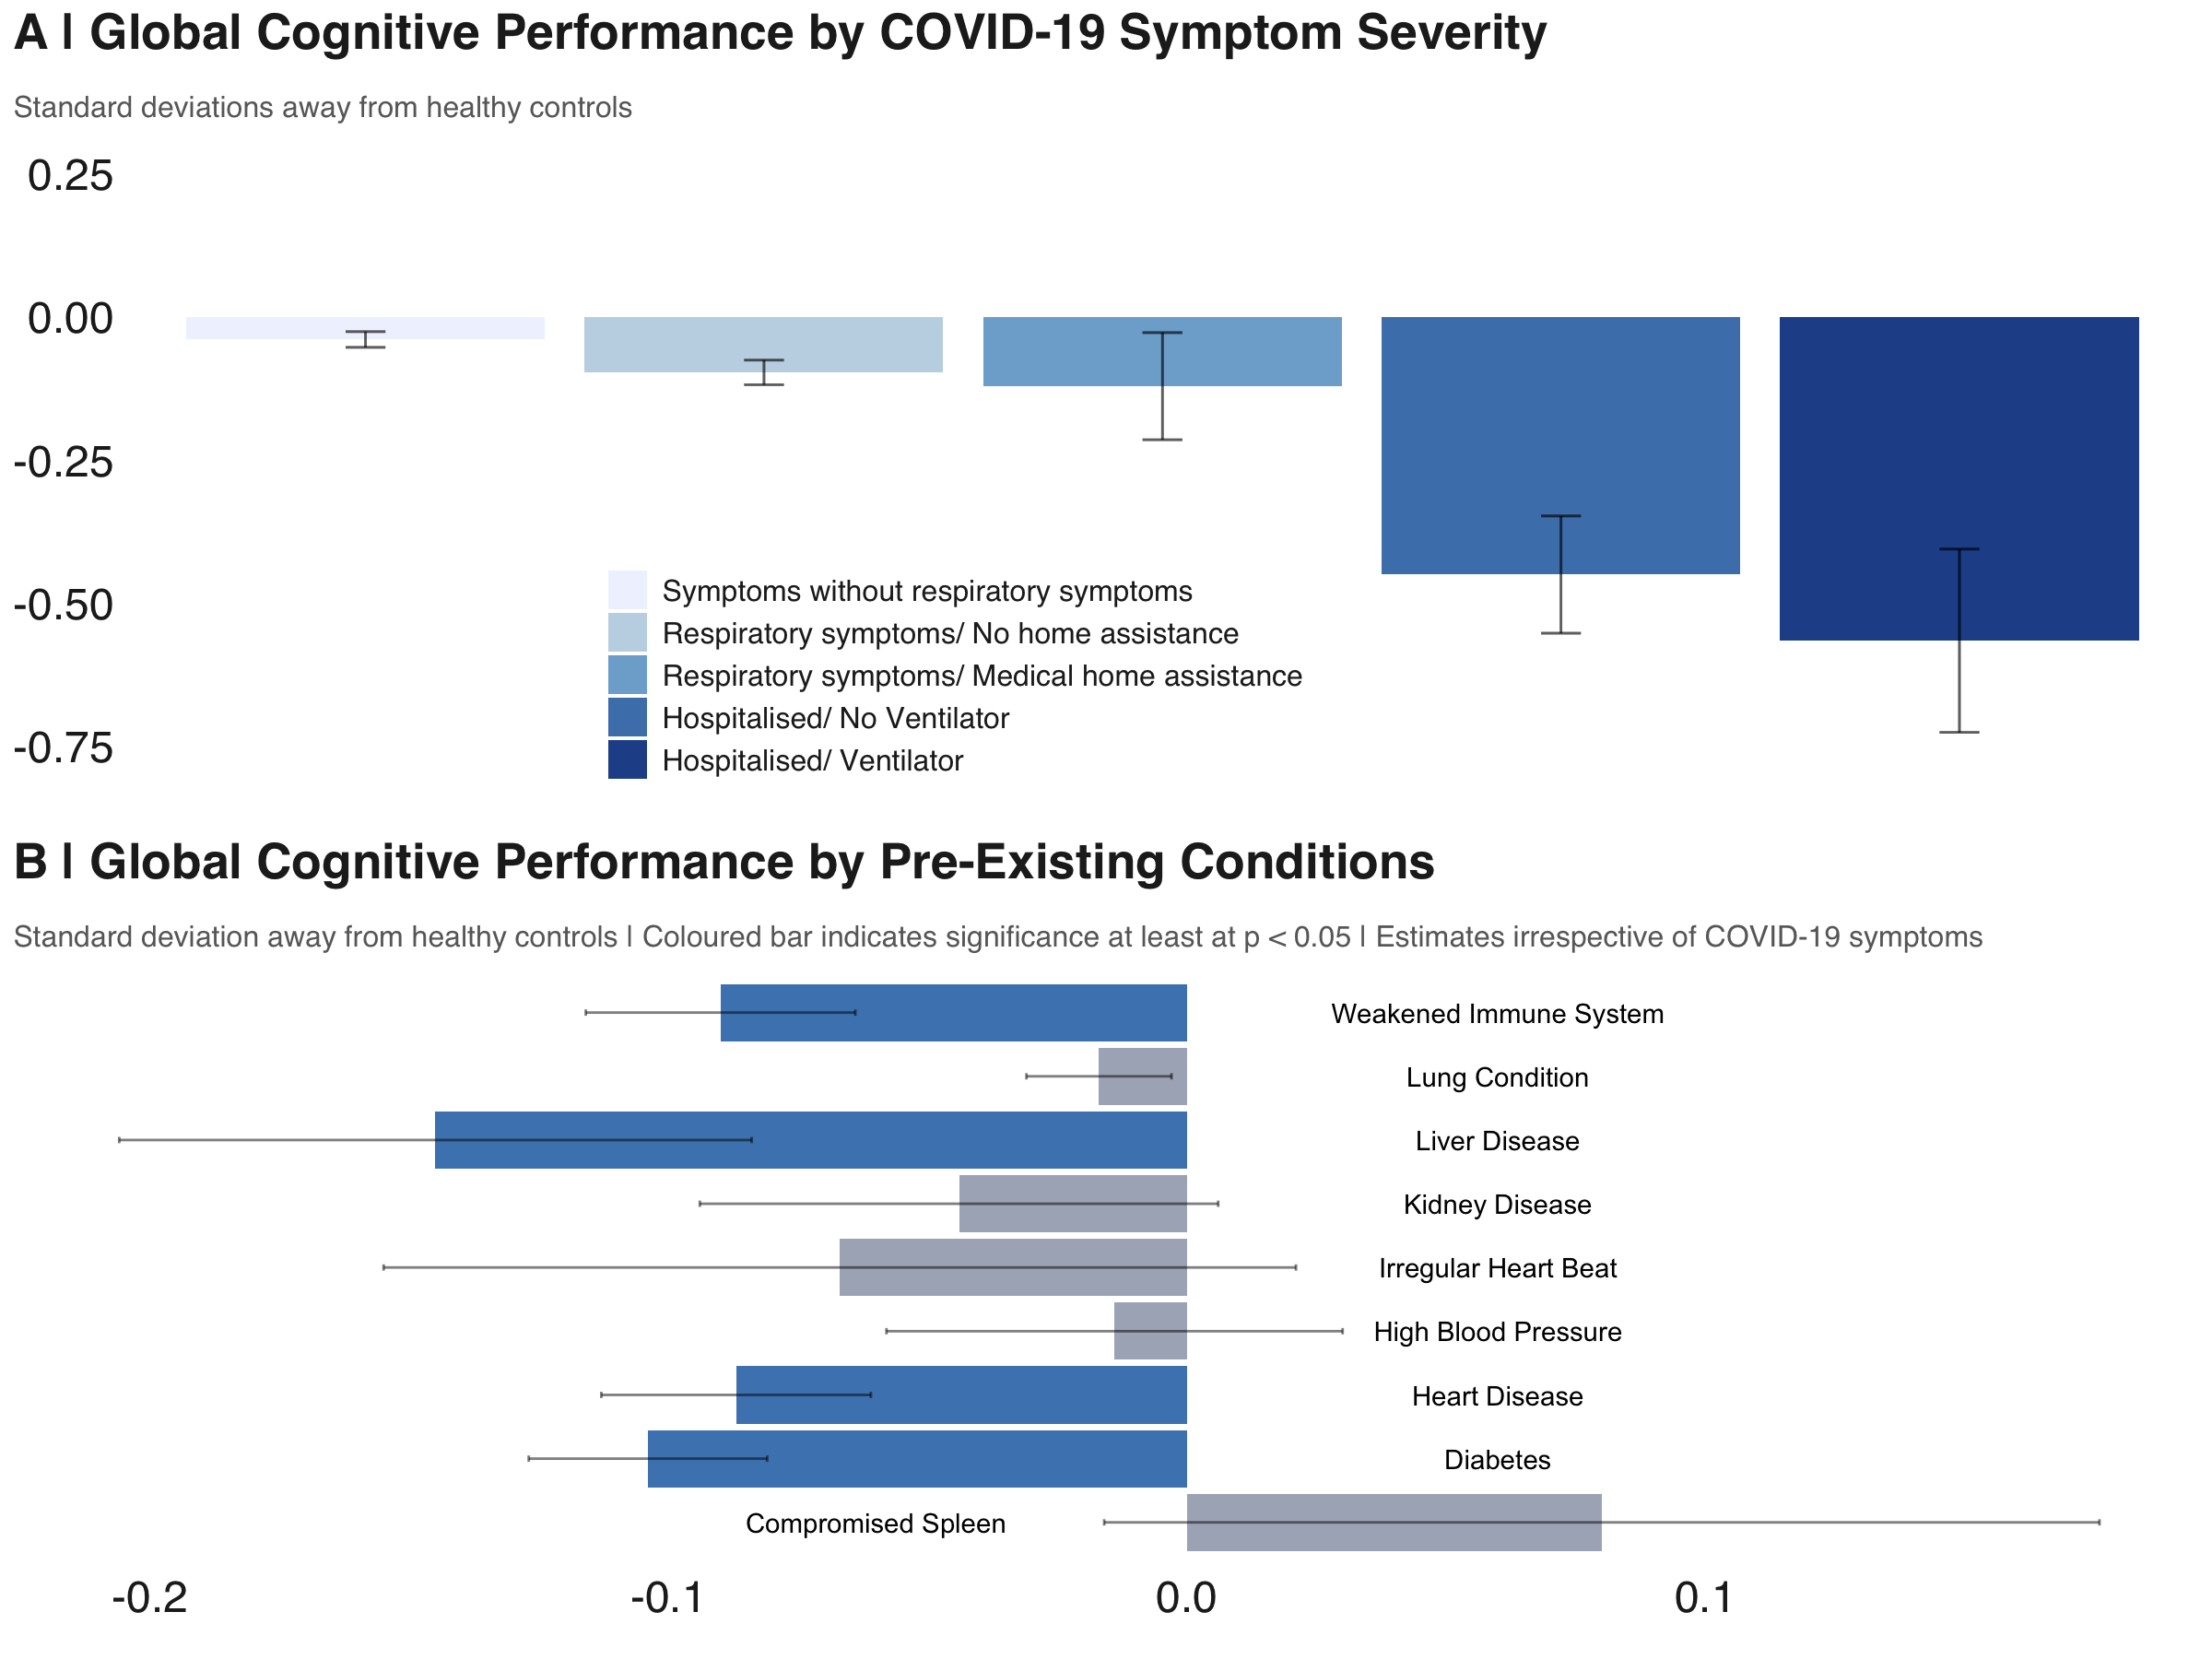 A | Global Cognitive Performance by COVID-19 Symptom Severity
Standard deviations away from healthy controls
0.25
0.00
-0.25
-0.50
-0.75
Symptoms without respiratory symptoms
Respiratory symptoms/ No home assistance
Respiratory symptoms/ Medical home assistance
Hospitalised/ No Ventilator
Hospitalised/ Ventilator
B | Global Cognitive Performance by Pre-Existing Conditions
Standard deviation away from healthy controls | Coloured bar indicates significance at least at p < 0.05 | Estimates irrespective of COVID-19 symptoms
Weakened Immune System
Lung Condition
Liver Disease
Kidney Disease
Irregular Heart Beat
High Blood Pressure
Heart Disease
Diabetes
Compromised Spleen
-0.2 -0.1 0.0 0.1